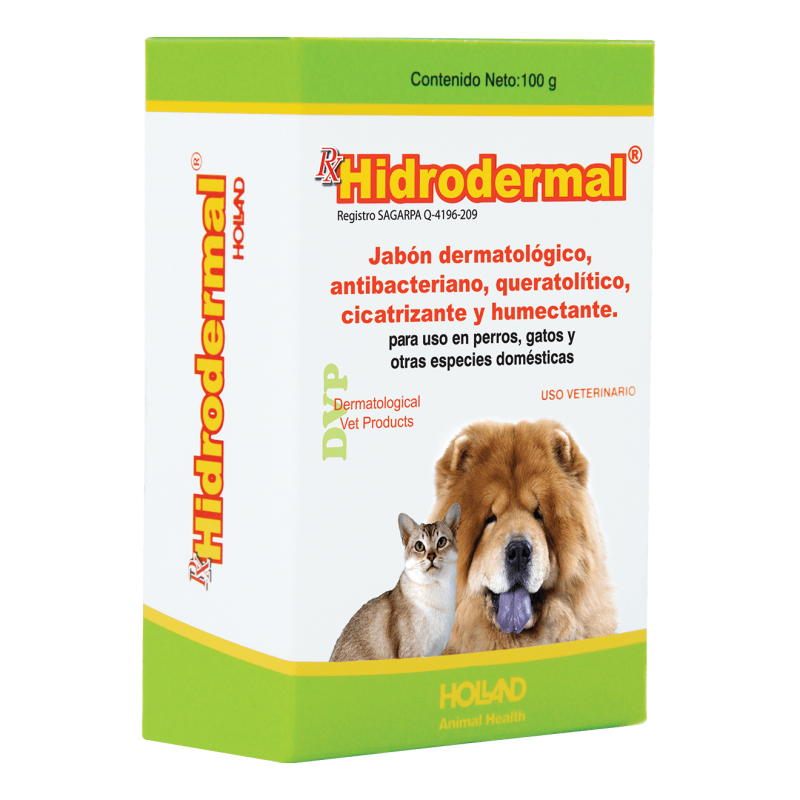 Contenido Neto:100 g
Rx Hidrodermal®
Registro SAGARPA Q-4196-209
Jabón dermatológico,
antibacteriano, queratolítico,
cicatrizante y humectante.
para uso en perros, gatos y
otras especies domésticas
USO VETERINARIO
DVP
Dermatological
Vet Products
HOLLAND
Animal Health
Rx Hidrodermal®
HOLLAND